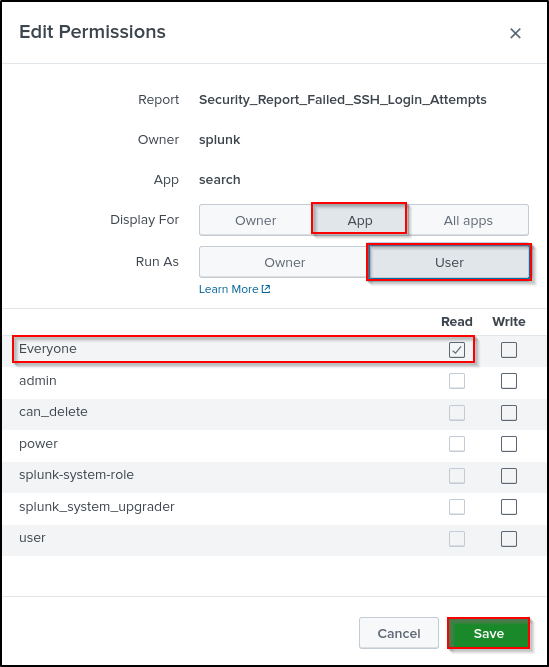 Edit Permissions
Report Security_Report_Failed_SSH_Login_Attempts
Owner splunk
App search
Display For Owner App All apps
Run As Owner User
Learn More
Read Write
Everyone
admin
can_delete
power
splunk-system-role
splunk_system_upgrader
user
Cancel Save